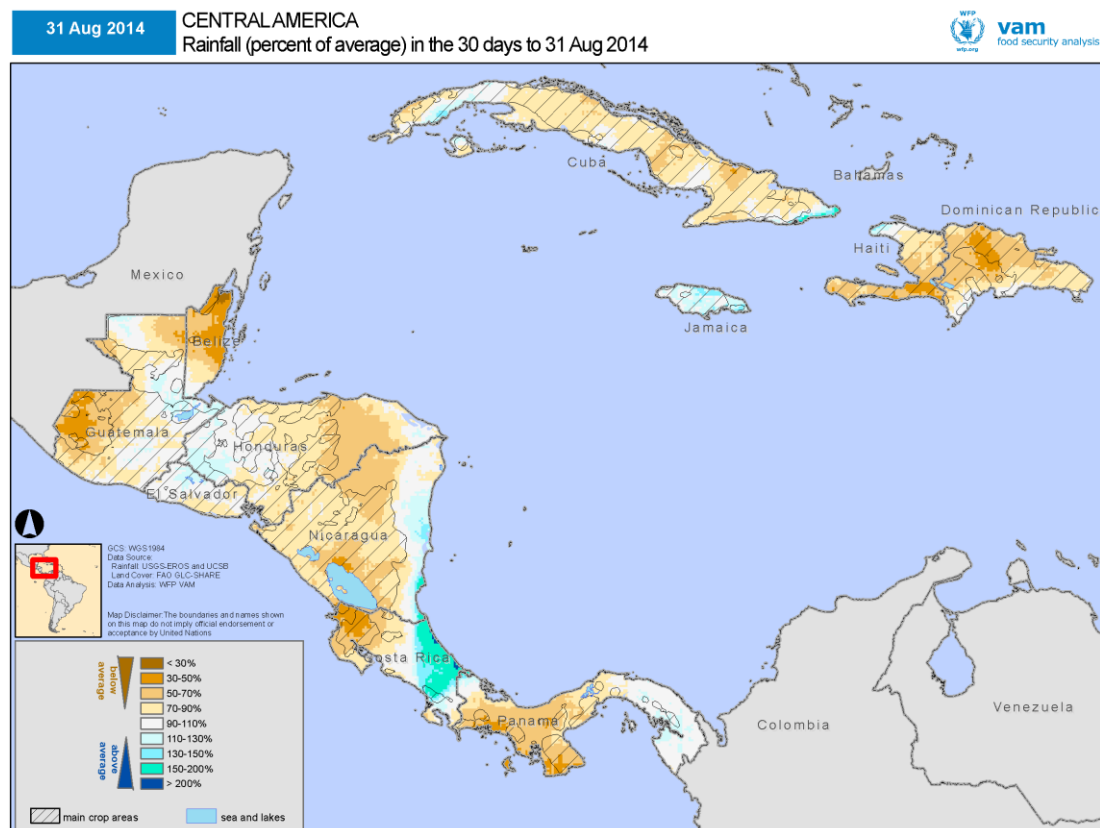 31 Aug 2014
CENTRAL AMERICA
Rainfall (percent of average) in the 30 days to 31 Aug 2014
WFP
wfp.org
vam
food security analysis
Cuba
Bahamas
Dominican Republic
Haiti
Mexico
Jamaica
Belize
Guatemala
Honduras
El Salvador
Nicaragua
GCS: WGS1984
Data Source:
Rainfall: USGS-EROS and UCSB
Land Cover: FAO GLC-SHARE
Data Analysis: WFP VAM
Map Disclaimer:The boundaries and names shown
on this map do not imply official endorsement or
acceptance by United Nations
Costa Rica
Panama
Colombia
Venezuela
below
average
above
average
< 30%
30-50%
50-70%
70-90%
90-110%
110-130%
130-150%
150-200%
> 200%
main crop areas
sea and lakes